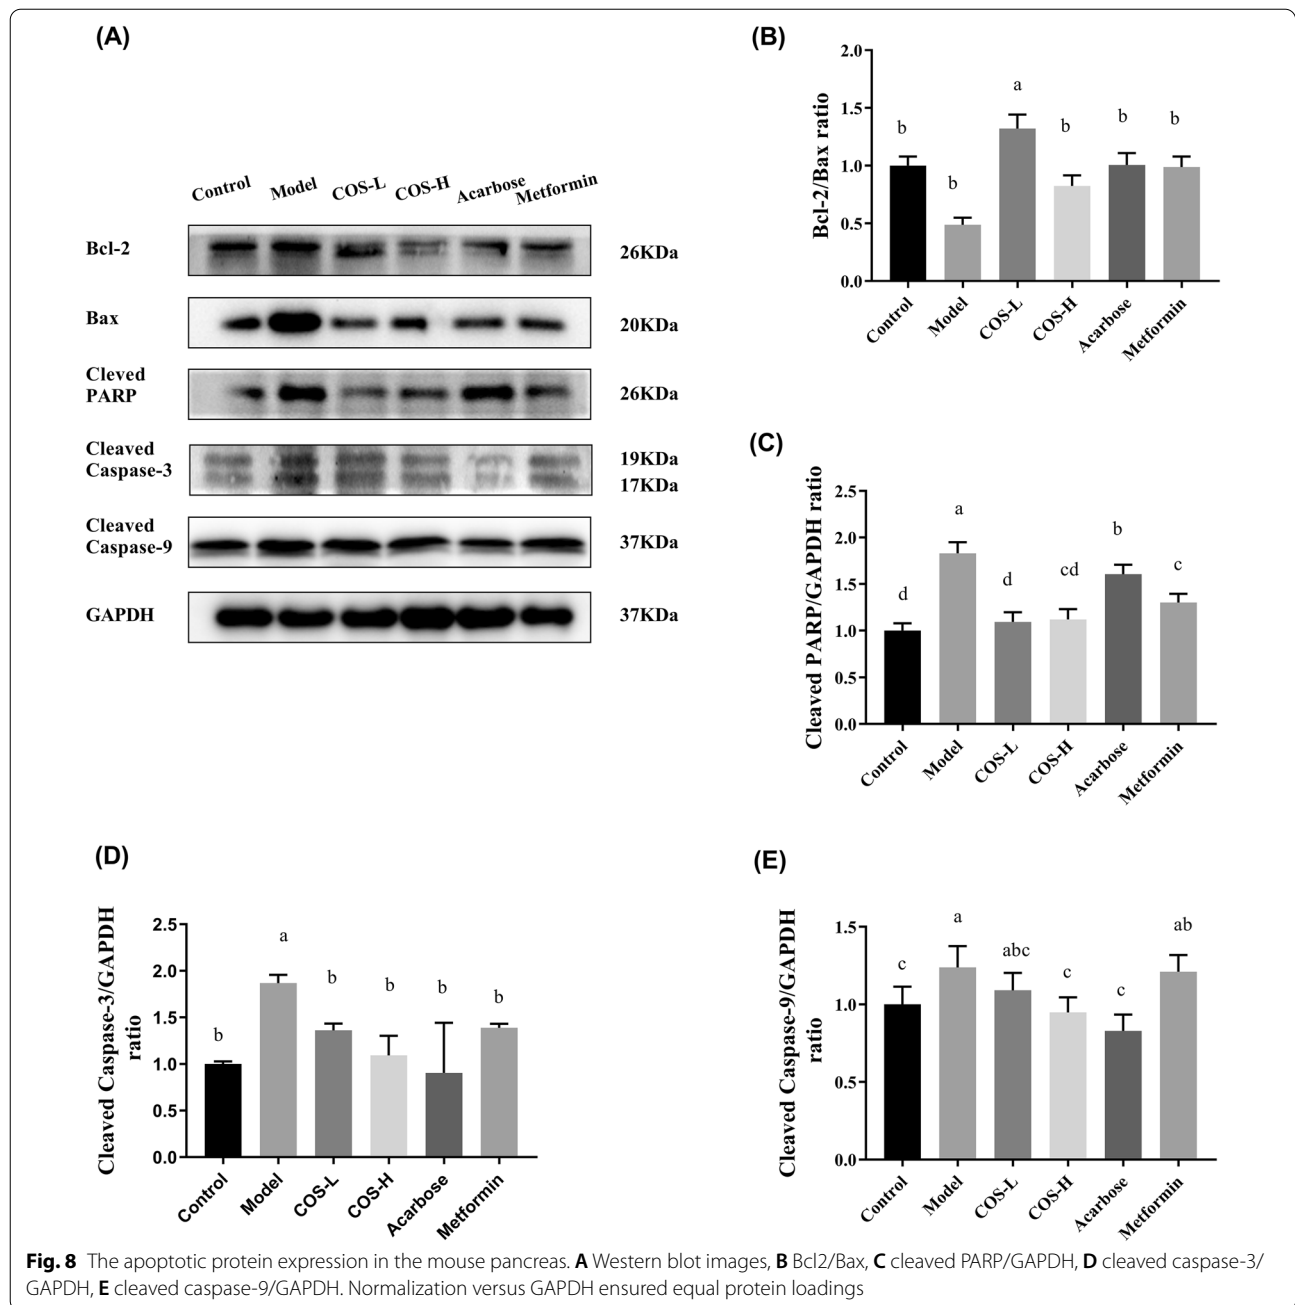 (A)
Control Model COS-L COS-H Acarbose Metformin
Bcl-2 26KDa
Bax 20KDa
Cleved
PARP 26KDa
Cleaved
Caspase-3
19KDa
17KDa
Cleaved
Caspase-9 37KDa
GAPDH 37KDa
(B)
Bcl-2/Bax ratio
2.0
1.5
1.0
0.5
0.0
b b a b b b
Control Model COS-L COS-H Acarbose Metformin
(C)
Cleaved PARP/GAPDH ratio
2.5
2.0
1.5
1.0
0.5
0.0
d a d cd b c
Control Model COS-L COS-H Acarbose Metformin
(D)
Cleaved Caspase-3/GAPDH
ratio
2.5
2.0
1.5
1.0
0.5
0.0
b a b b b b
Control Model COS-L COS-H Acarbose Metformin
(E)
Cleaved Caspase-9/GAPDH
ratio
1.5
1.0
0.5
0.0
c a abc c c ab
Control Model COS-L COS-H Acarbose Metformin
Fig. 8 The apoptotic protein expression in the mouse pancreas. A Western blot images, B Bcl2/Bax, C cleaved PARP/GAPDH, D cleaved caspase-3/
GAPDH, E cleaved caspase-9/GAPDH. Normalization versus GAPDH ensured equal protein loadings